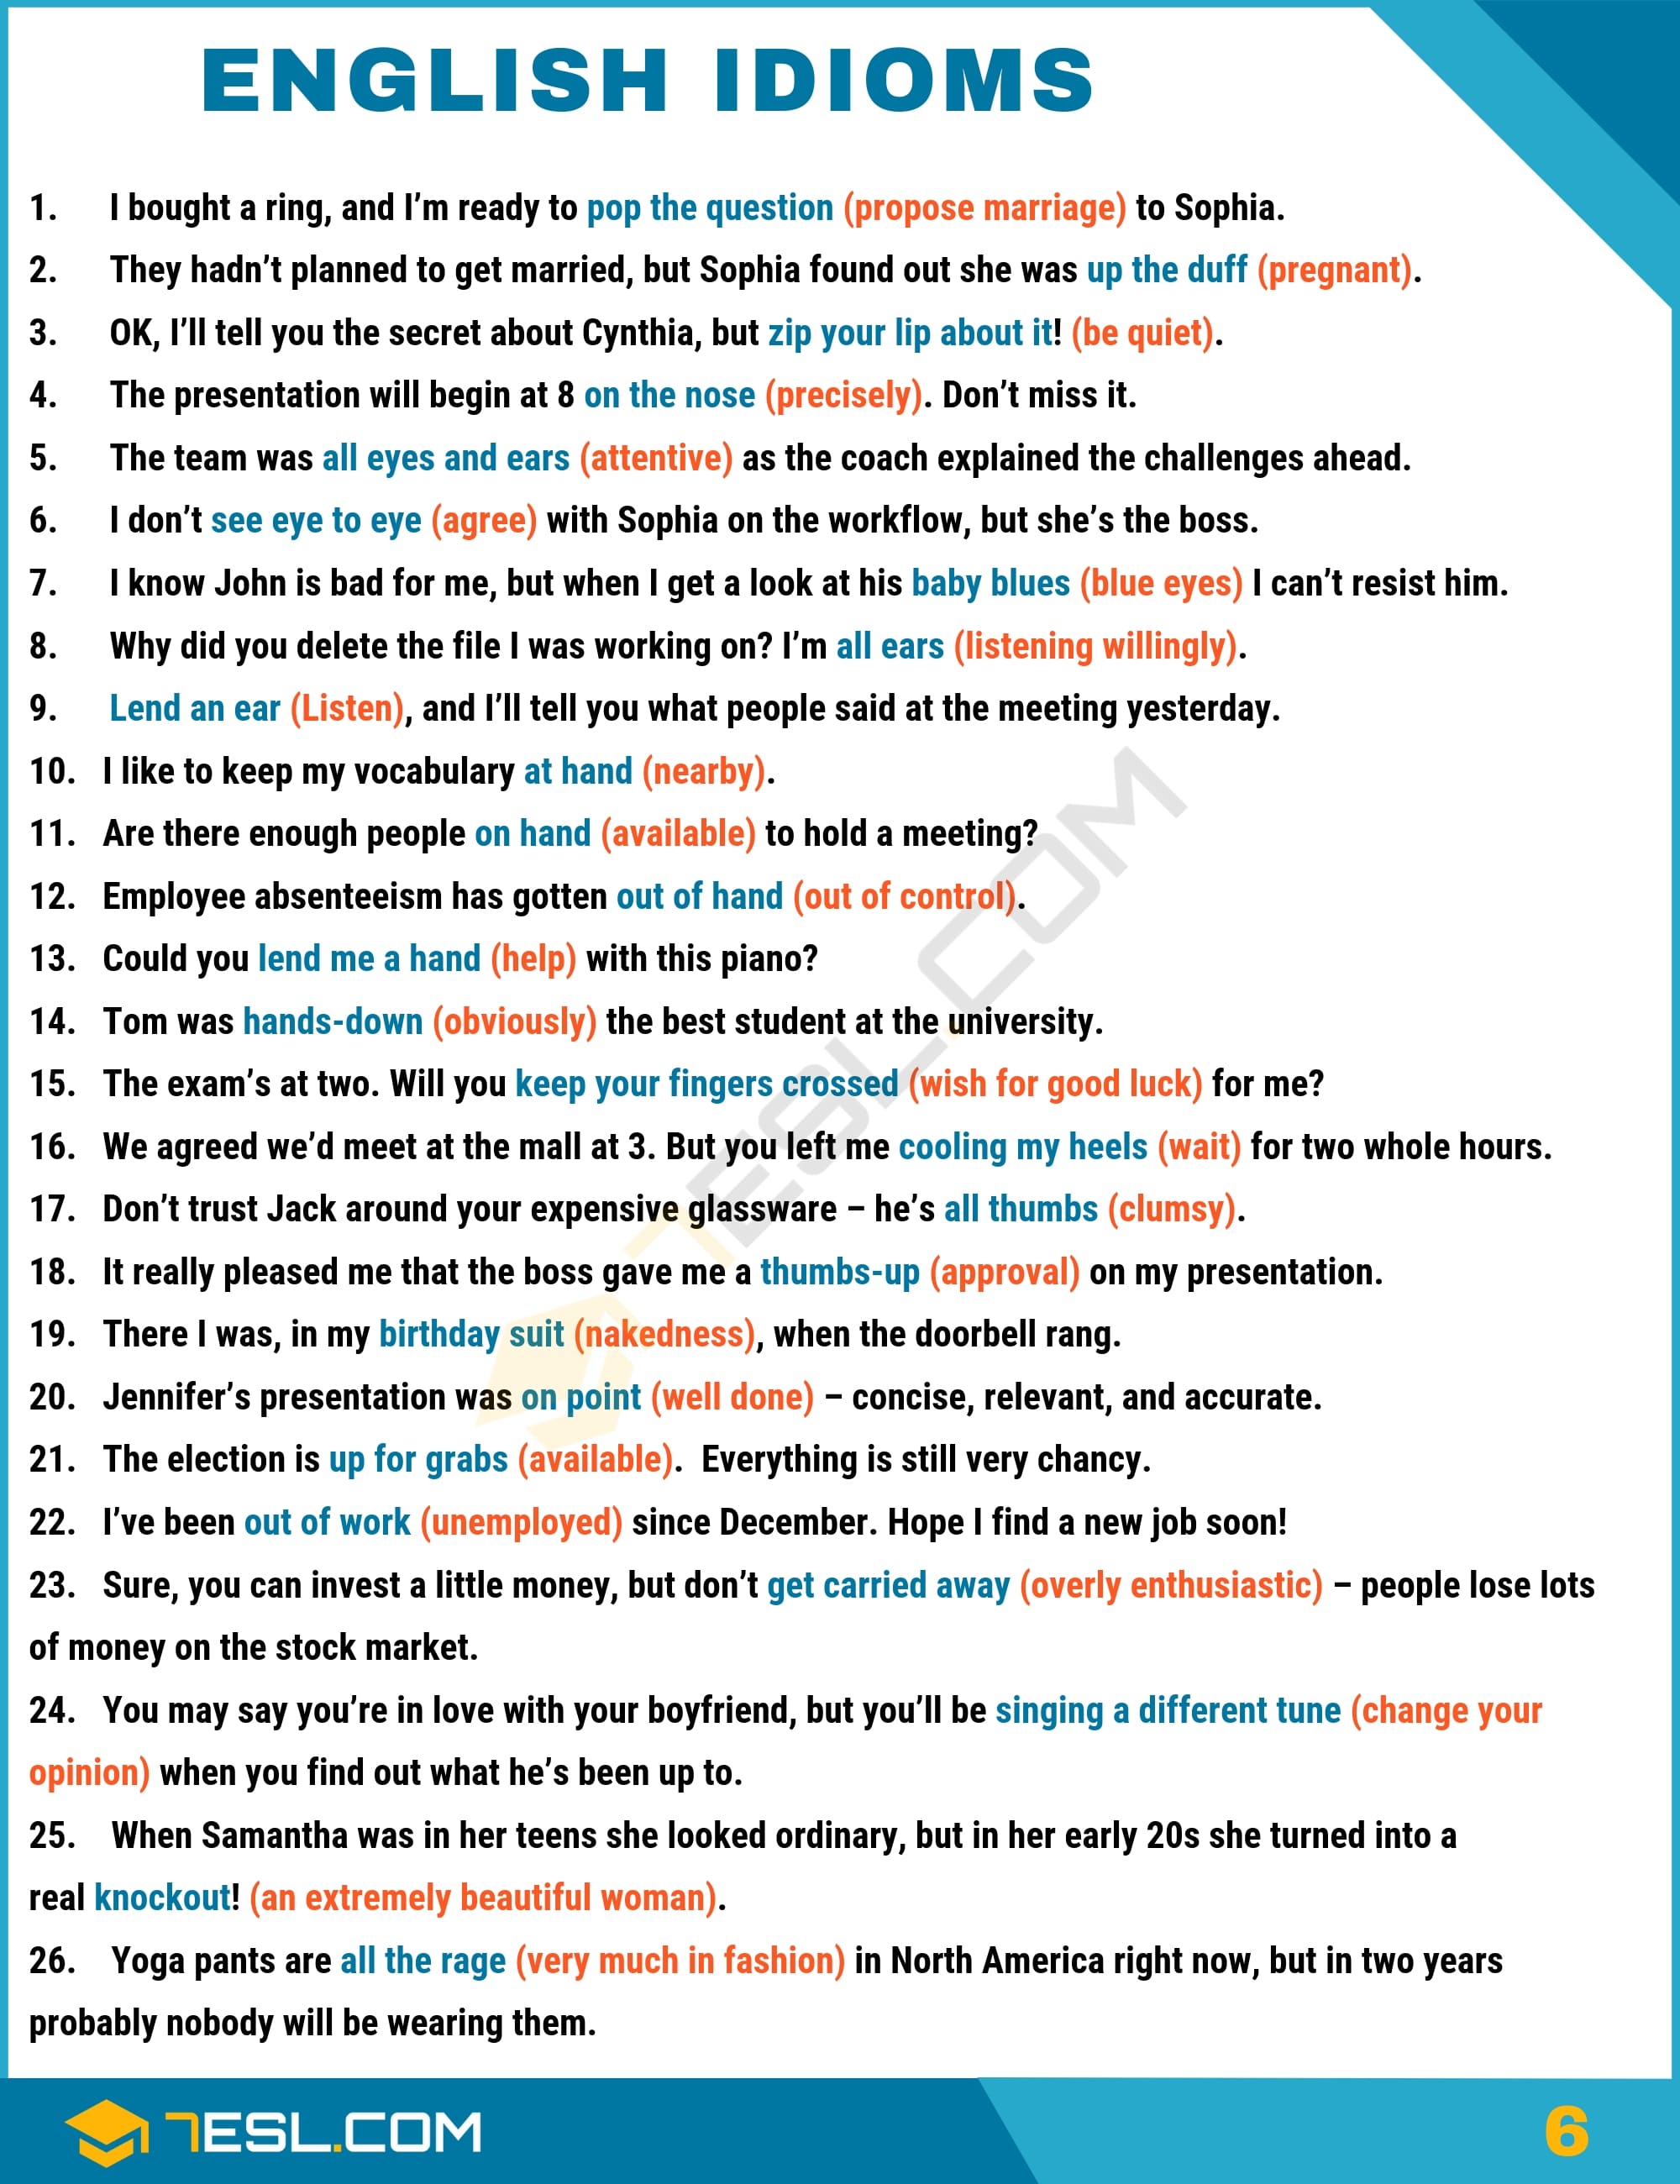 ENGLISH IDIOMS
1. I bought a ring, and I’m ready to pop the question (propose marriage) to Sophia.
2. They hadn’t planned to get married, but Sophia found out she was up the duff (pregnant).
3. OK, I’ll tell you the secret about Cynthia, but zip your lip about it! (be quiet).
4. The presentation will begin at 8 on the nose (precisely). Don’t miss it.
5. The team was all eyes and ears (attentive) as the coach explained the challenges ahead.
6. I don’t see eye to eye (agree) with Sophia on the workflow, but she’s the boss.
7. I know John is bad for me, but when I get a look at his baby blues (blue eyes) I can’t resist him.
8. Why did you delete the file I was working on? I’m all ears (listening willingly).
9. Lend an ear (Listen), and I’ll tell you what people said at the meeting yesterday.
10. I like to keep my vocabulary at hand (nearby).
11. Are there enough people on hand (available) to hold a meeting?
12. Employee absenteeism has gotten out of hand (out of control).
13. Could you lend me a hand (help) with this piano?
14. Tom was hands-down (obviously) the best student at the university.
15. The exam’s at two. Will you keep your fingers crossed (wish for good luck) for me?
16. We agreed we’d meet at the mall at 3. But you left me cooling my heels (wait) for two whole hours.
17. Don’t trust Jack around your expensive glassware – he’s all thumbs (clumsy).
18. It really pleased me that the boss gave me a thumbs-up (approval) on my presentation.
19. There I was, in my birthday suit (nakedness), when the doorbell rang.
20. Jennifer’s presentation was on point (well done) – concise, relevant, and accurate.
21. The election is up for grabs (available). Everything is still very chancy.
22. I’ve been out of work (unemployed) since December. Hope I find a new job soon!
23. Sure, you can invest a little money, but don’t get carried away (overly enthusiastic) – people lose lots
of money on the stock market.
24. You may say you’re in love with your boyfriend, but you’ll be singing a different tune (change your
opinion) when you find out what he’s been up to.
25. When Samantha was in her teens she looked ordinary, but in her early 20s she turned into a
real knockout! (an extremely beautiful woman).
26. Yoga pants are all the rage (very much in fashion) in North America right now, but in two years
probably nobody will be wearing them.
7ESL.COM
7ESL.COM
6